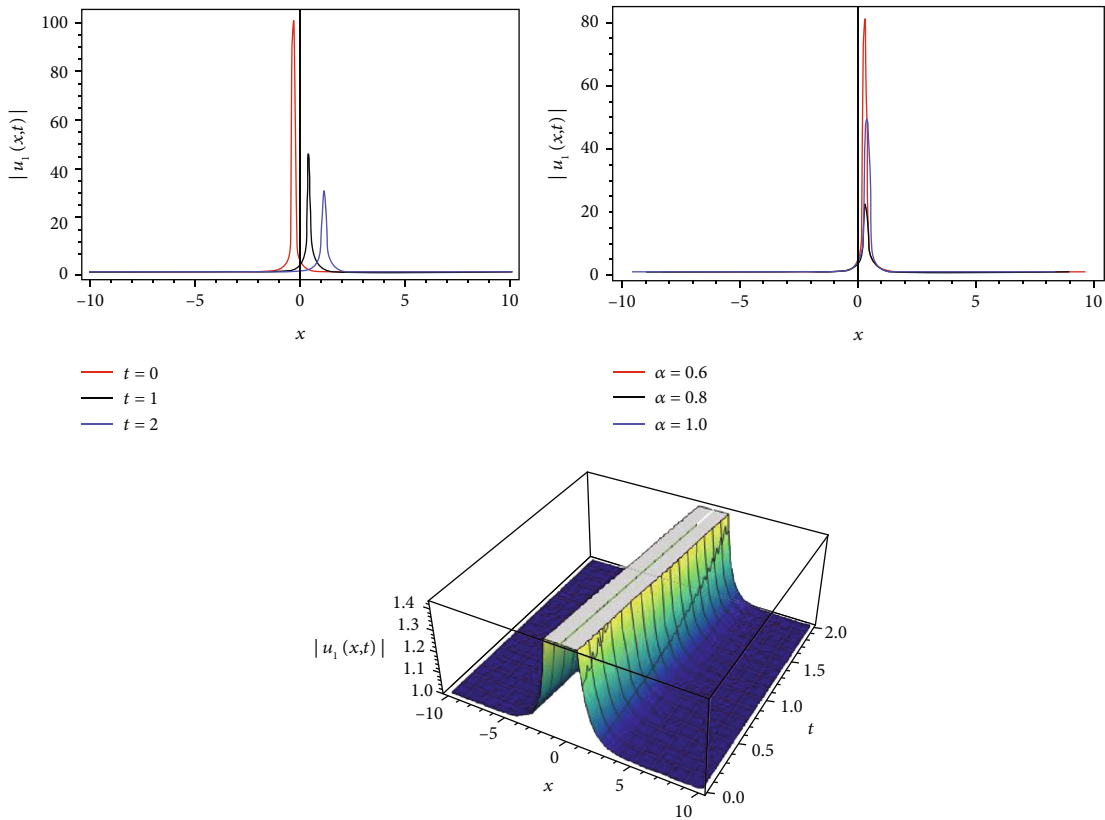 100
80
60
40
20
0
| u₁ (x,t) |
–10
–5
0
5
10
x
t = 0
t = 1
t = 2
80
60
40
20
0
| u₁ (x,t) |
–10
–5
0
5
10
x
α = 0.6
α = 0.8
α = 1.0
1.4
1.3
1.2
1.1
1.0
| u₁ (x,t) |
–10
–5
0
5
10
x
0.0
0.5
1.0
1.5
2.0
t